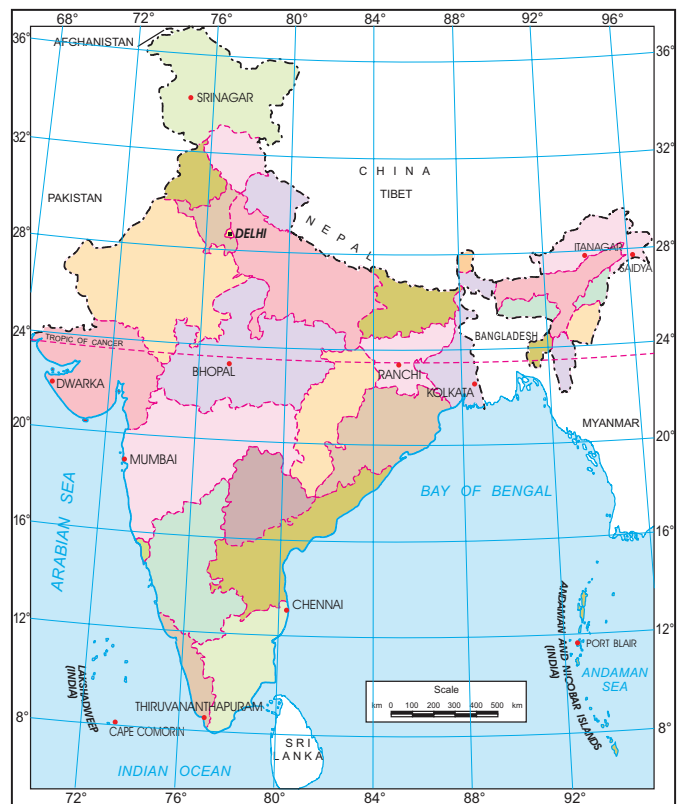 68° 72° 76° 80° 84° 88° 92° 96°
36° 36°
AFGHANISTAN
SRINAGAR
32° 32°
CHINA
TIBET
PAKISTAN
NEPAL
DELHI
28° 28°
ITANAGAR
SAIDYA
24° 24°
TROPIC OF CANCER
BANGLADESH
BHOPAL
RANCHI
DWARKA
KOLKATA
20° 20°
MYANMAR
MUMBAI
ARABIAN SEA
BAY OF BENGAL
16° 16°
CHENNAI
12° 12°
ANDAMAN AND NICOBAR ISLANDS
(INDIA)
PORT BLAIR
ANDAMAN
SEA
LAKSHADWEEP
(INDIA)
THIRUVANANTHAPURAM
Scale
km 0 100 200 300 400 500 km
8° 8°
CAPE COMORIN
SRI
LANKA
INDIAN OCEAN
72° 76° 80° 84° 88° 92°